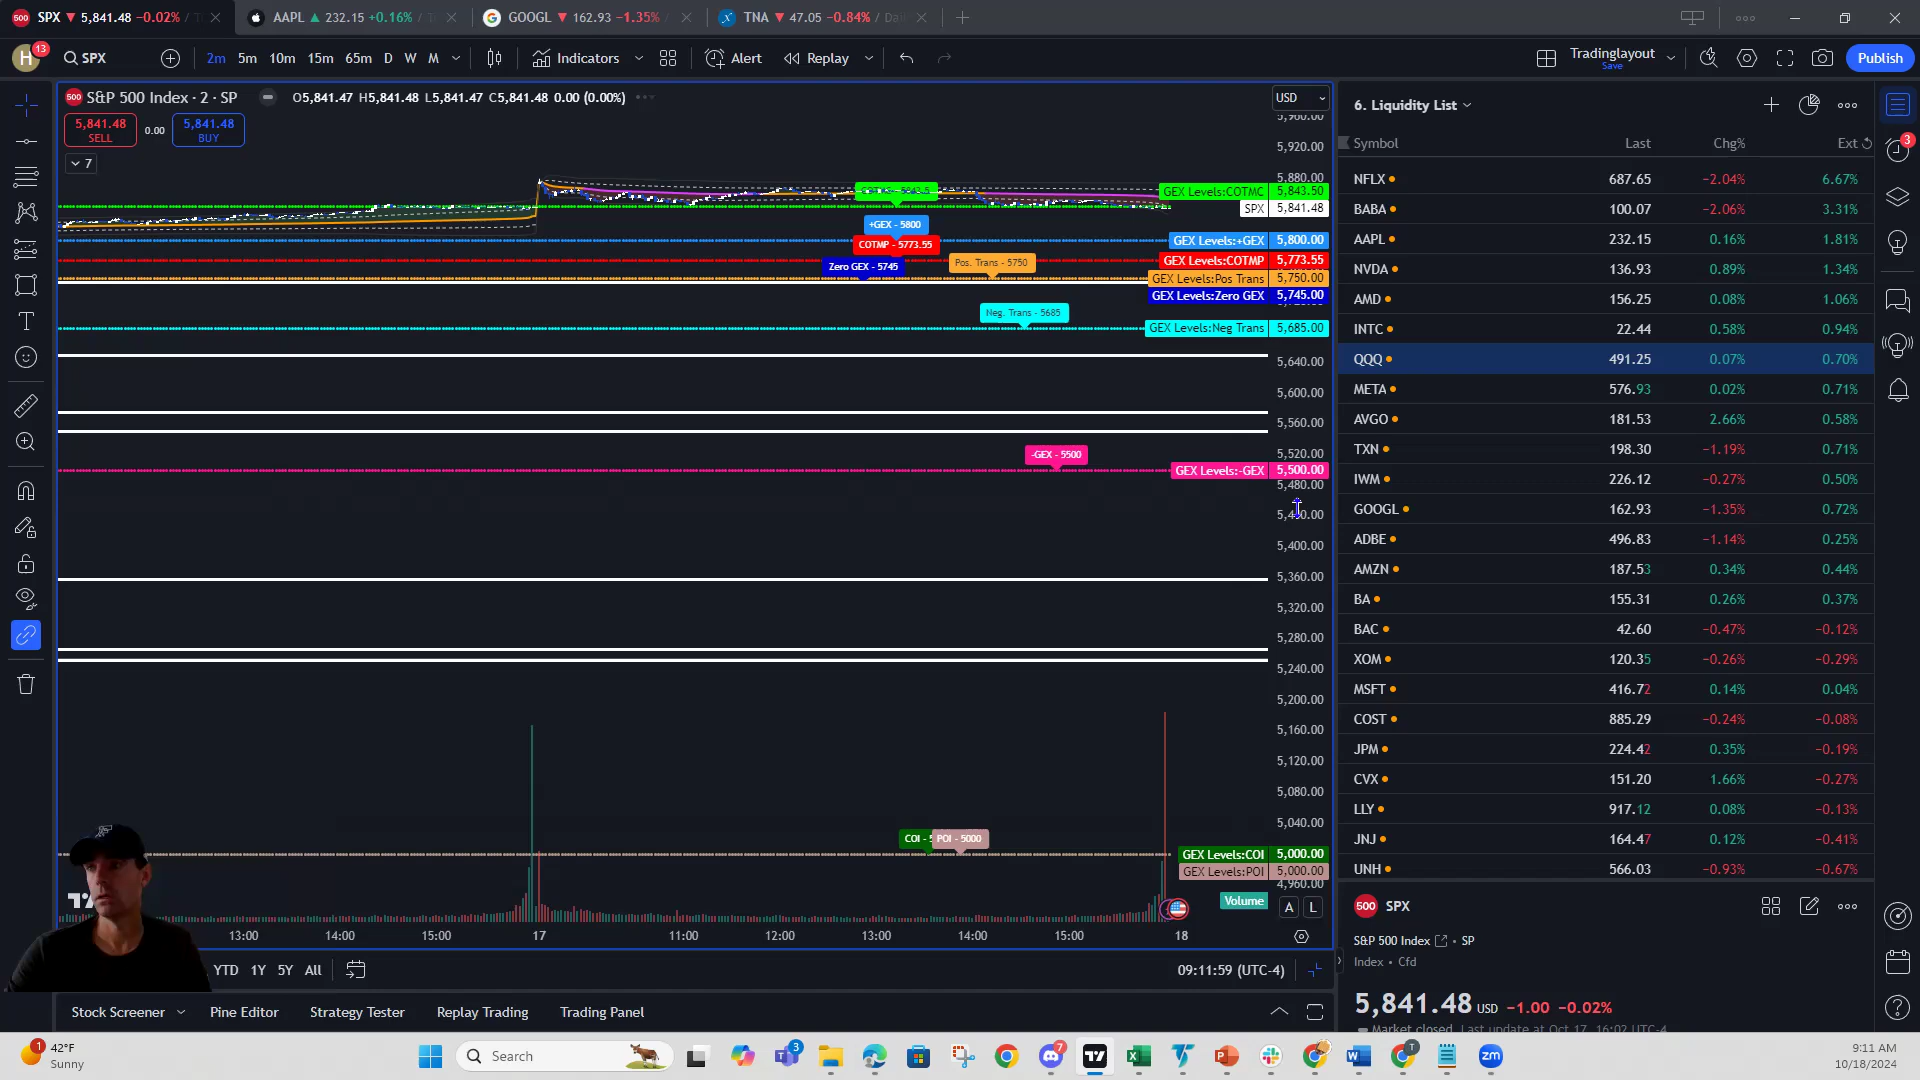 SPX ▼ 5,841.48 −0.02% /
AAPL ▲ 232.15 +0.16%
GOOGL ▼ 162.93 −1.35% /
TNA ▼ 47.05 −0.84% / Dail
H 13 SPX 2m 5m 10m 15m 65m D W M Indicators Alert Replay Tradinglayout Save Publish
S&P 500 Index · 2 · SP O5,841.47 H5,841.48 L5,841.47 C5,841.48 0.00 (0.00%) USD
5,841.48 SELL 0.00 5,841.48 BUY
7
5,960.00
5,920.00
5,880.00
GEX Levels:COTMC 5,843.50
SPX 5,841.48
+GEX - 5800
GEX Levels:+GEX 5,800.00
COTMP - 5773.55
GEX Levels:COTMP 5,773.55
Zero GEX - 5745 Pos. Trans - 5750
GEX Levels:Pos Trans 5,750.00
GEX Levels:Zero GEX 5,745.00
Neg. Trans - 5685
GEX Levels:Neg Trans 5,685.00
5,640.00
5,600.00
5,560.00
5,520.00
-GEX - 5500
GEX Levels:-GEX 5,500.00
5,480.00
5,400.00
5,360.00
5,320.00
5,280.00
5,240.00
5,200.00
5,160.00
5,120.00
5,080.00
5,040.00
POI - 5000
GEX Levels:COI 5,000.00
GEX Levels:POI 5,000.00
4,960.00
Volume
A L
13:00 14:00 15:00 17 11:00 12:00 13:00 14:00 15:00 18
YTD 1Y 5Y All 09:11:59 (UTC-4)
Stock Screener Pine Editor Strategy Tester Replay Trading Trading Panel
6. Liquidity List
Symbol Last Chg% Ext
NFLX 687.65 −2.04% 6.67%
BABA 100.07 −2.06% 3.31%
AAPL 232.15 0.16% 1.81%
NVDA 136.93 0.89% 1.34%
AMD 156.25 0.08% 1.06%
INTC 22.44 0.58% 0.94%
QQQ 491.25 0.07% 0.70%
META 576.93 0.02% 0.71%
AVGO 181.53 2.66% 0.58%
TXN 198.30 −1.19% 0.71%
IWM 226.12 −0.27% 0.50%
GOOGL 162.93 −1.35% 0.72%
ADBE 496.83 −1.14% 0.25%
AMZN 187.53 0.34% 0.44%
BA 155.31 0.26% 0.37%
BAC 42.60 −0.47% −0.12%
XOM 120.35 −0.26% −0.29%
MSFT 416.72 0.14% 0.04%
COST 885.29 −0.24% −0.08%
JPM 224.42 0.35% −0.19%
CVX 151.20 1.66% −0.27%
LLY 917.12 0.08% −0.13%
JNJ 164.47 0.12% −0.41%
UNH 566.03 −0.93% −0.67%
500 SPX
S&P 500 Index • SP
Index • Cfd
5,841.48 USD −1.00 −0.02%
Market closed Last update at Oct 17, 16:02 UTC-4
3
42°F
Sunny
Search
9:11 AM
10/18/2024